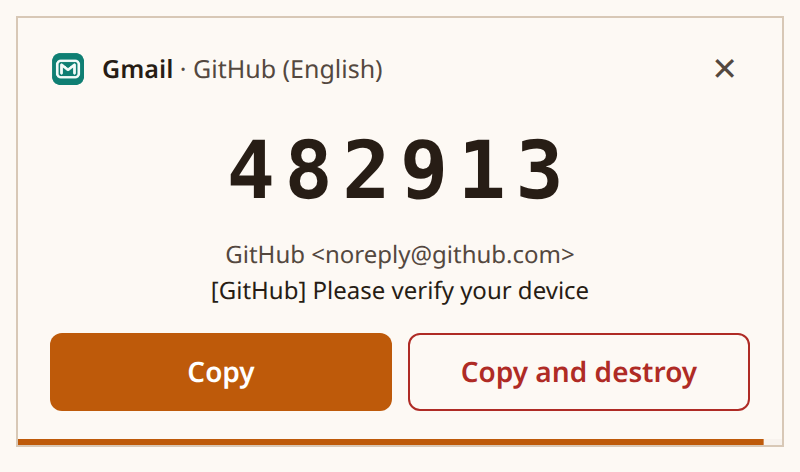 Gmail · GitHub (English)
482913
GitHub <noreply@github.com>
[GitHub] Please verify your device
Copy
Copy and destroy